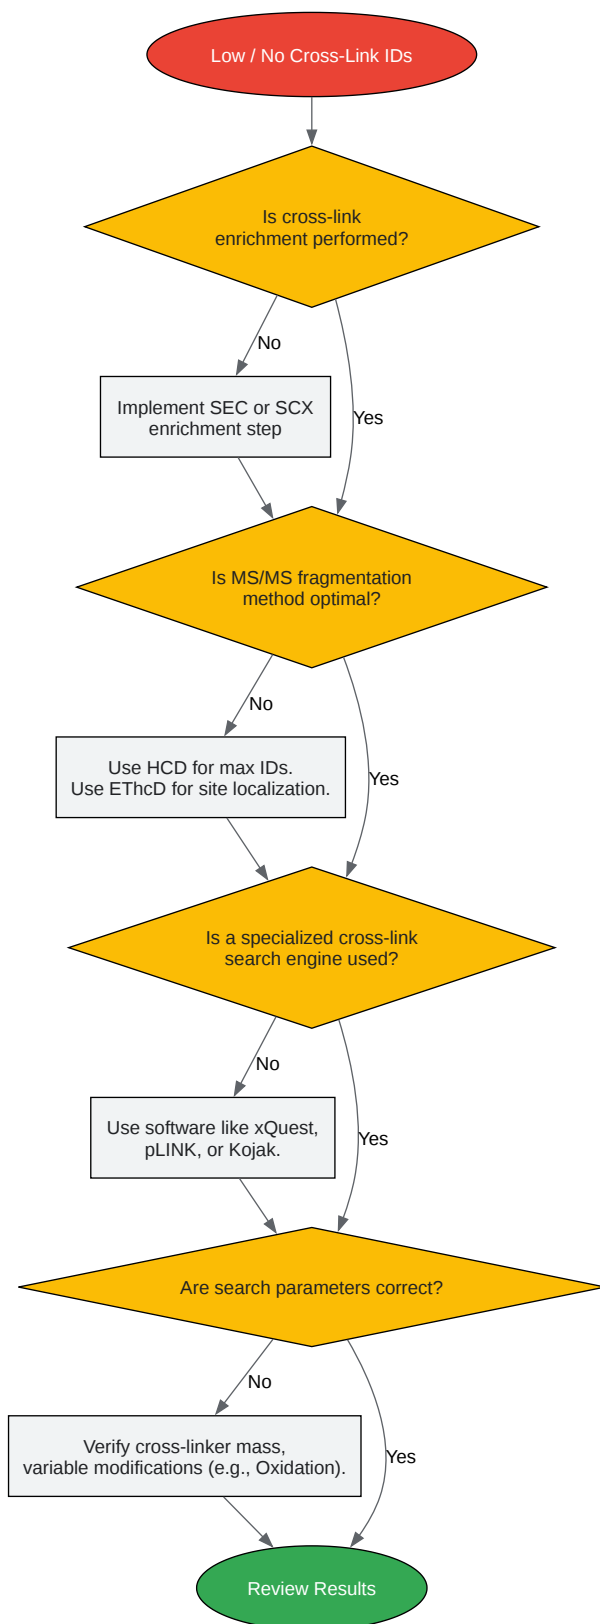 Low / No Cross-Link IDs
Is cross-link
enrichment performed?
No
Implement SEC or SCX
enrichment step
Yes
Is MS/MS fragmentation
method optimal?
No
Use HCD for max IDs.
Use EThcD for site localization.
Yes
Is a specialized cross-link
search engine used?
No
Use software like xQuest,
pLINK, or Kojak.
Yes
Are search parameters correct?
No
Verify cross-linker mass,
variable modifications (e.g., Oxidation).
Yes
Review Results